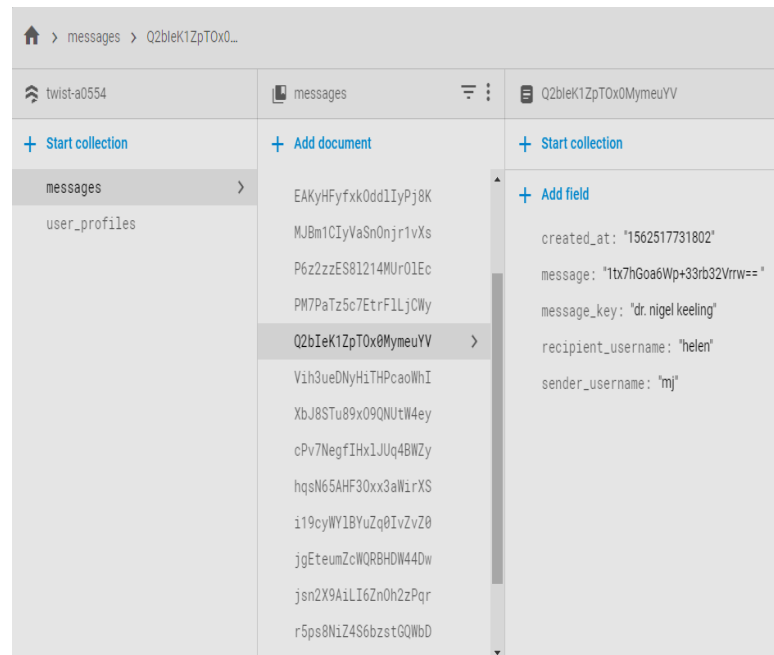 messages > Q2bIeK1ZpTOx0...
twist-a0554
Start collection
messages
user_profiles
messages
Add document
EAKyHFyfxkOddlIyPj8K
MJBm1CIyVaSnOnjr1vXs
P6z2zzES8l214MUrOlEc
PM7PaTz5c7EtrFlLjCWy
Q2bIeK1ZpTOx0MymeuYV
Vih3ueDNyHiTHPcaoWhI
XbJ8STu89xO9QNUtW4ey
cPv7NegfIHxlJUq4BWZy
hqsN65AHF3Oxx3aWirXS
i19cyWYlBYuZq0IvZvZ0
jgEteumZcWQRBHDW44Dw
jsn2X9AiLI6ZnOh2zPqr
r5ps8NiZ4S6bzstGQWbD
Q2bIeK1ZpTOx0MymeuYV
Start collection
Add field
created_at: "1562517731802"
message: "1tx7hGoa6Wp+33rb32Vrrw=="
message_key: "dr. nigel keeling"
recipient_username: "helen"
sender_username: "mj"